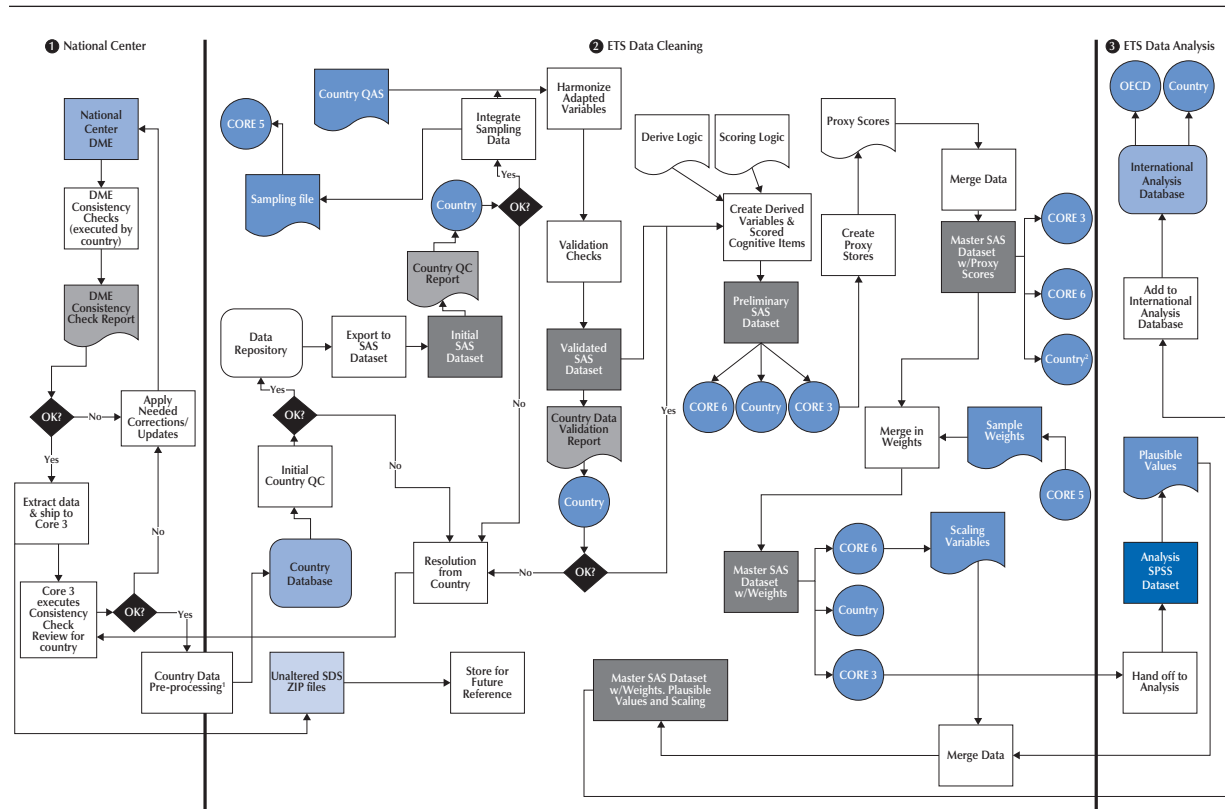 1 National Center
National
Center
DME
DME
Consistency
Checks
(executed by
country)
DME
Consistency
Check Report
OK?
No
Apply
Needed
Corrections/
Updates
Yes
Extract data
& ship to
Core 3
No
Core 3
executes
Consistency
Check
Review for
country
OK?
Yes
Country Data
Pre-processing¹
2 ETS Data Cleaning
Country QAS
CORE 5
Sampling file
Integrate
Sampling
Data
Yes
OK?
No
Country
Country QC
Report
Initial
SAS
Dataset
Export to
SAS
Dataset
Data
Repository
Yes
OK?
No
Initial
Country QC
Country
Database
Resolution
from
Country
Unaltered SDS
ZIP files
Store for
Future
Reference
Harmonize
Adapted
Variables
Validation
Checks
Validated
SAS
Dataset
Country Data
Validation
Report
Country
OK?
No
Yes
Derive Logic
Scoring Logic
Create Derived
Variables &
Scored
Cognitive Items
Preliminary
SAS
Dataset
CORE 6
Country
CORE 3
Create
Proxy
Stores
Proxy Scores
Merge Data
Master SAS
Dataset
w/Proxy
Scores
CORE 3
CORE 6
Country²
Merge in
Weights
Sample
Weights
CORE 5
Master SAS
Dataset
w/Weights
CORE 6
Country
CORE 3
Scaling
Variables
Master SAS Dataset
w/Weights. Plausible
Values and Scaling
Merge Data
3 ETS Data Analysis
OECD
Country
International
Analysis
Database
Add to
International
Analysis
Database
Plausible
Values
Analysis
SPSS
Dataset
Hand off to
Analysis